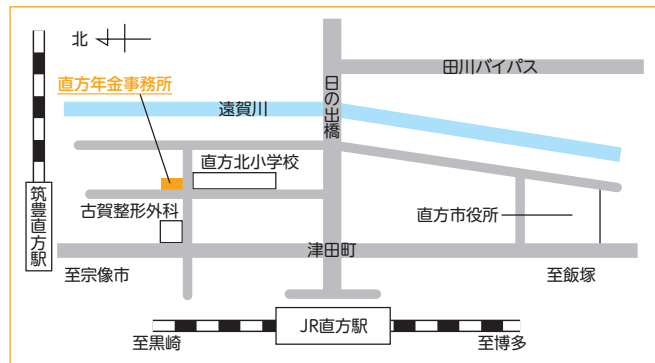 北
田川バイパス
直方年金事務所
日の出橋
遠賀川
直方北小学校
古賀整形外科
直方市役所
筑豊直方駅
津田町
至宗像市
至飯塚
JR直方駅
至黒崎
至博多